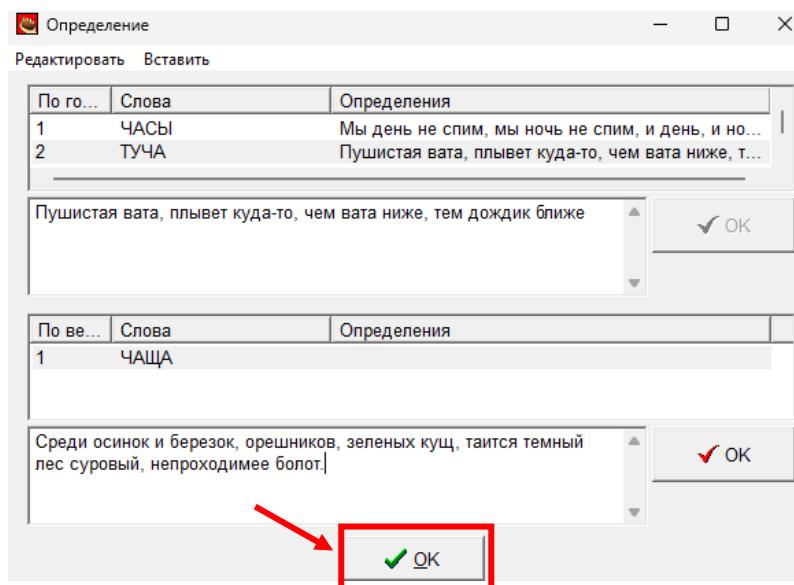 Определение
Редактировать Вставить
По го... Слова Определения
1 ЧАСЫ Мы день не спим, мы ночь не спим, и день, и но...
2 ТУЧА Пушистая вата, плывет куда-то, чем вата ниже, т...
Пушистая вата, плывет куда-то, чем вата ниже, тем дождик ближе
OK
По ве... Слова Определения
1 ЧАЩА
Среди осинок и березок, орешников, зеленых кущ, таится темный
лес суровый, непроходимее болот.
OK
OK